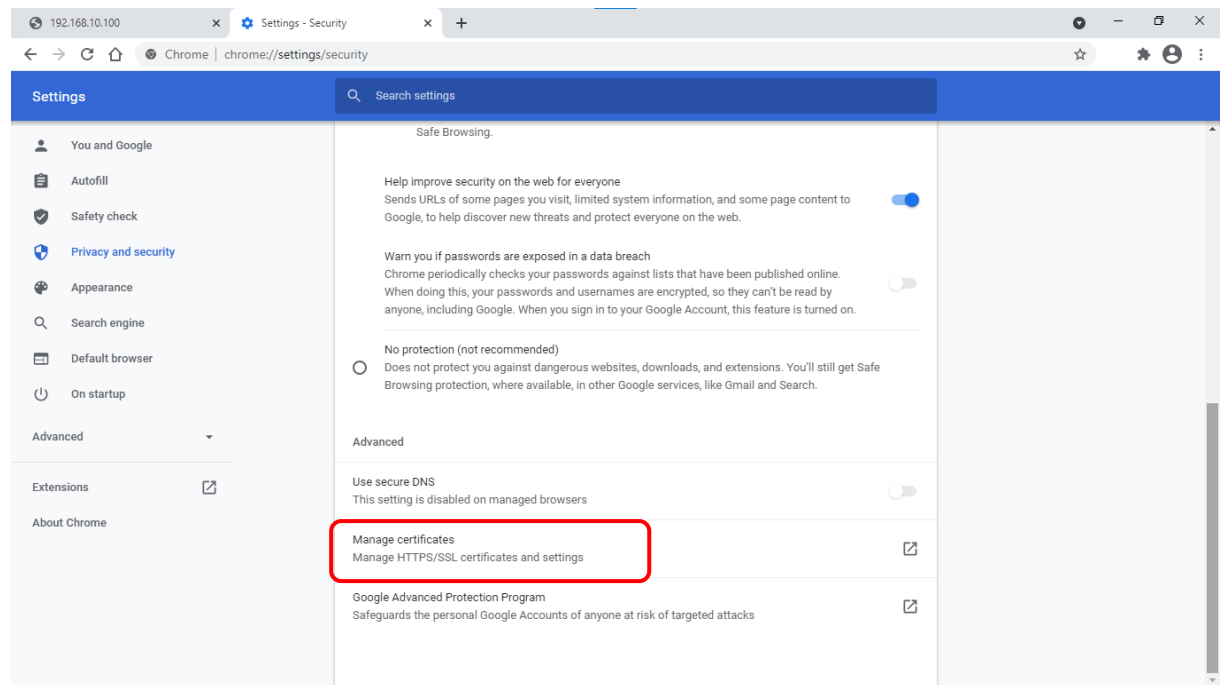 192.168.10.100
Settings - Security
Chrome | chrome://settings/security
Settings
Search settings
You and Google
Autofill
Safety check
Privacy and security
Appearance
Search engine
Default browser
On startup
Advanced
Extensions
About Chrome
Safe Browsing.
Help improve security on the web for everyone
Sends URLs of some pages you visit, limited system information, and some page content to
Google, to help discover new threats and protect everyone on the web.
Warn you if passwords are exposed in a data breach
Chrome periodically checks your passwords against lists that have been published online.
When doing this, your passwords and usernames are encrypted, so they can't be read by
anyone, including Google. When you sign in to your Google Account, this feature is turned on.
No protection (not recommended)
Does not protect you against dangerous websites, downloads, and extensions. You'll still get Safe
Browsing protection, where available, in other Google services, like Gmail and Search.
Advanced
Use secure DNS
This setting is disabled on managed browsers
Manage certificates
Manage HTTPS/SSL certificates and settings
Google Advanced Protection Program
Safeguards the personal Google Accounts of anyone at risk of targeted attacks